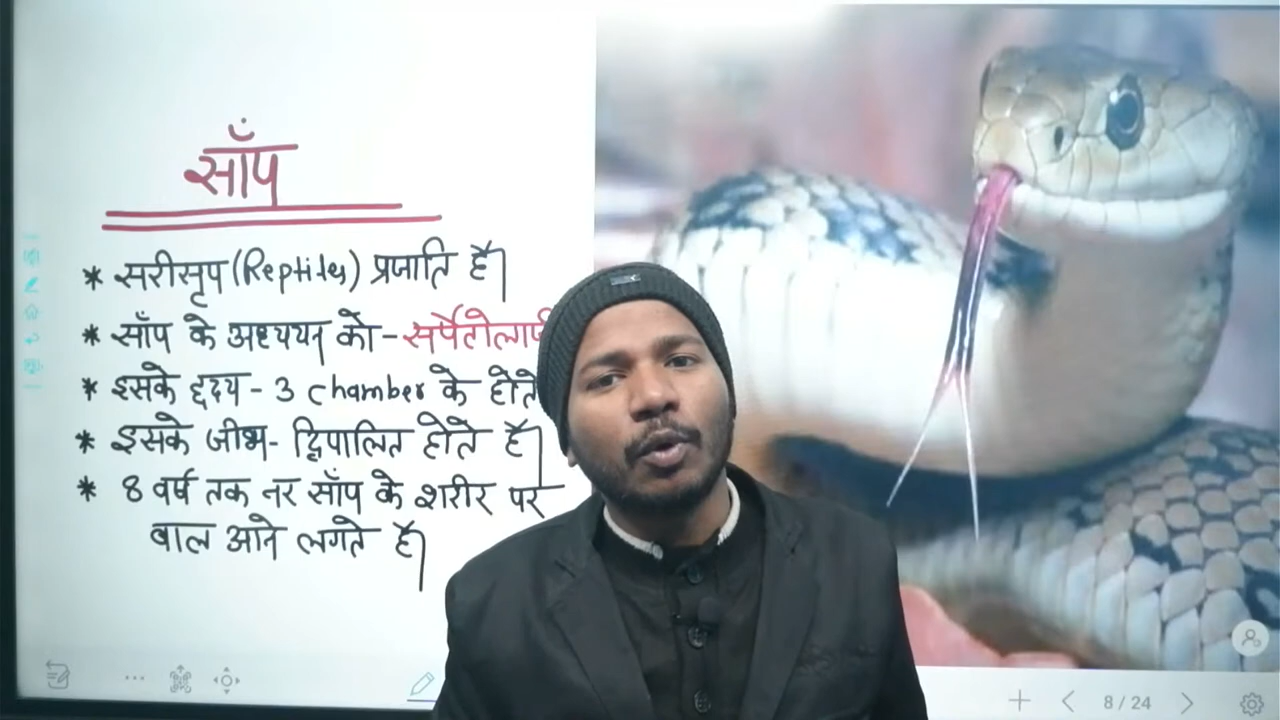 साँप
* सरीसृप (Reptiles) प्रजाति है।
* साँप के अध्ययन को - सर्पेंटोलॉ
* इसके हृदय - 3 chamber के होते
* इसके जीभ - द्विपालित होते है।
* 8 वर्ष तक नर साँप के शरीर पर
बाल आने लगते है।
8 / 24